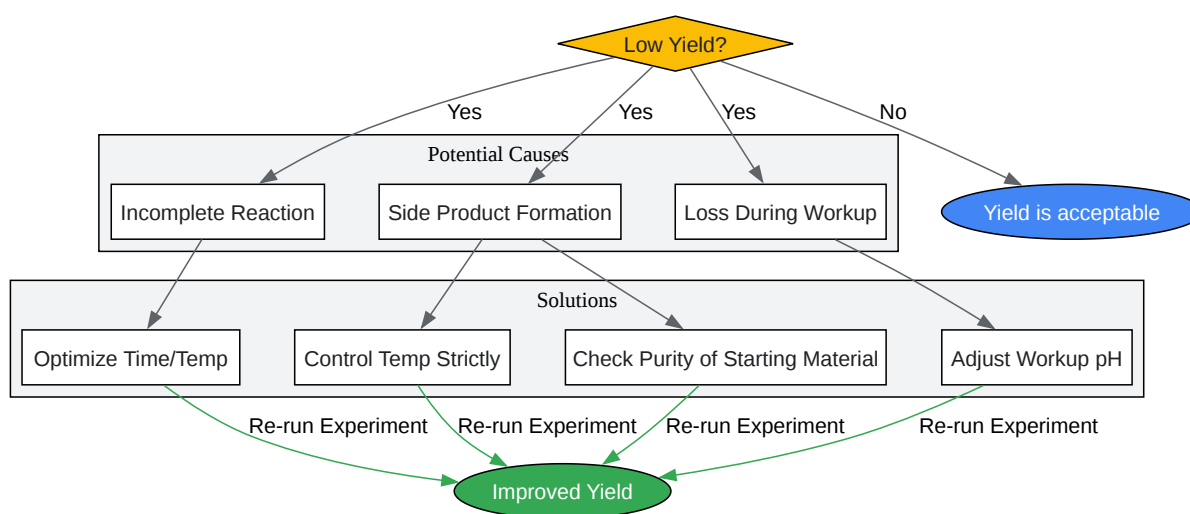 Low Yield?
Yes
Yes
Yes
No
Potential Causes
Incomplete Reaction
Side Product Formation
Loss During Workup
Yield is acceptable
Solutions
Optimize Time/Temp
Control Temp Strictly
Check Purity of Starting Material
Adjust Workup pH
Re-run Experiment
Re-run Experiment
Re-run Experiment
Re-run Experiment
Improved Yield